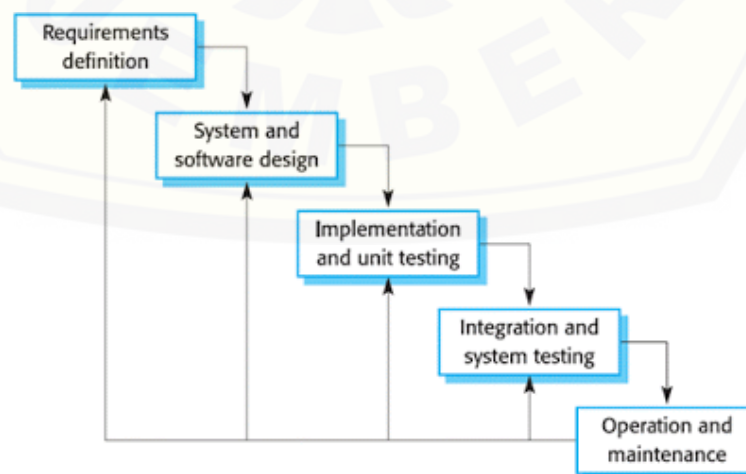 Requirements
definition
System and
software design
Implementation
and unit testing
Integration and
system testing
Operation and
maintenance